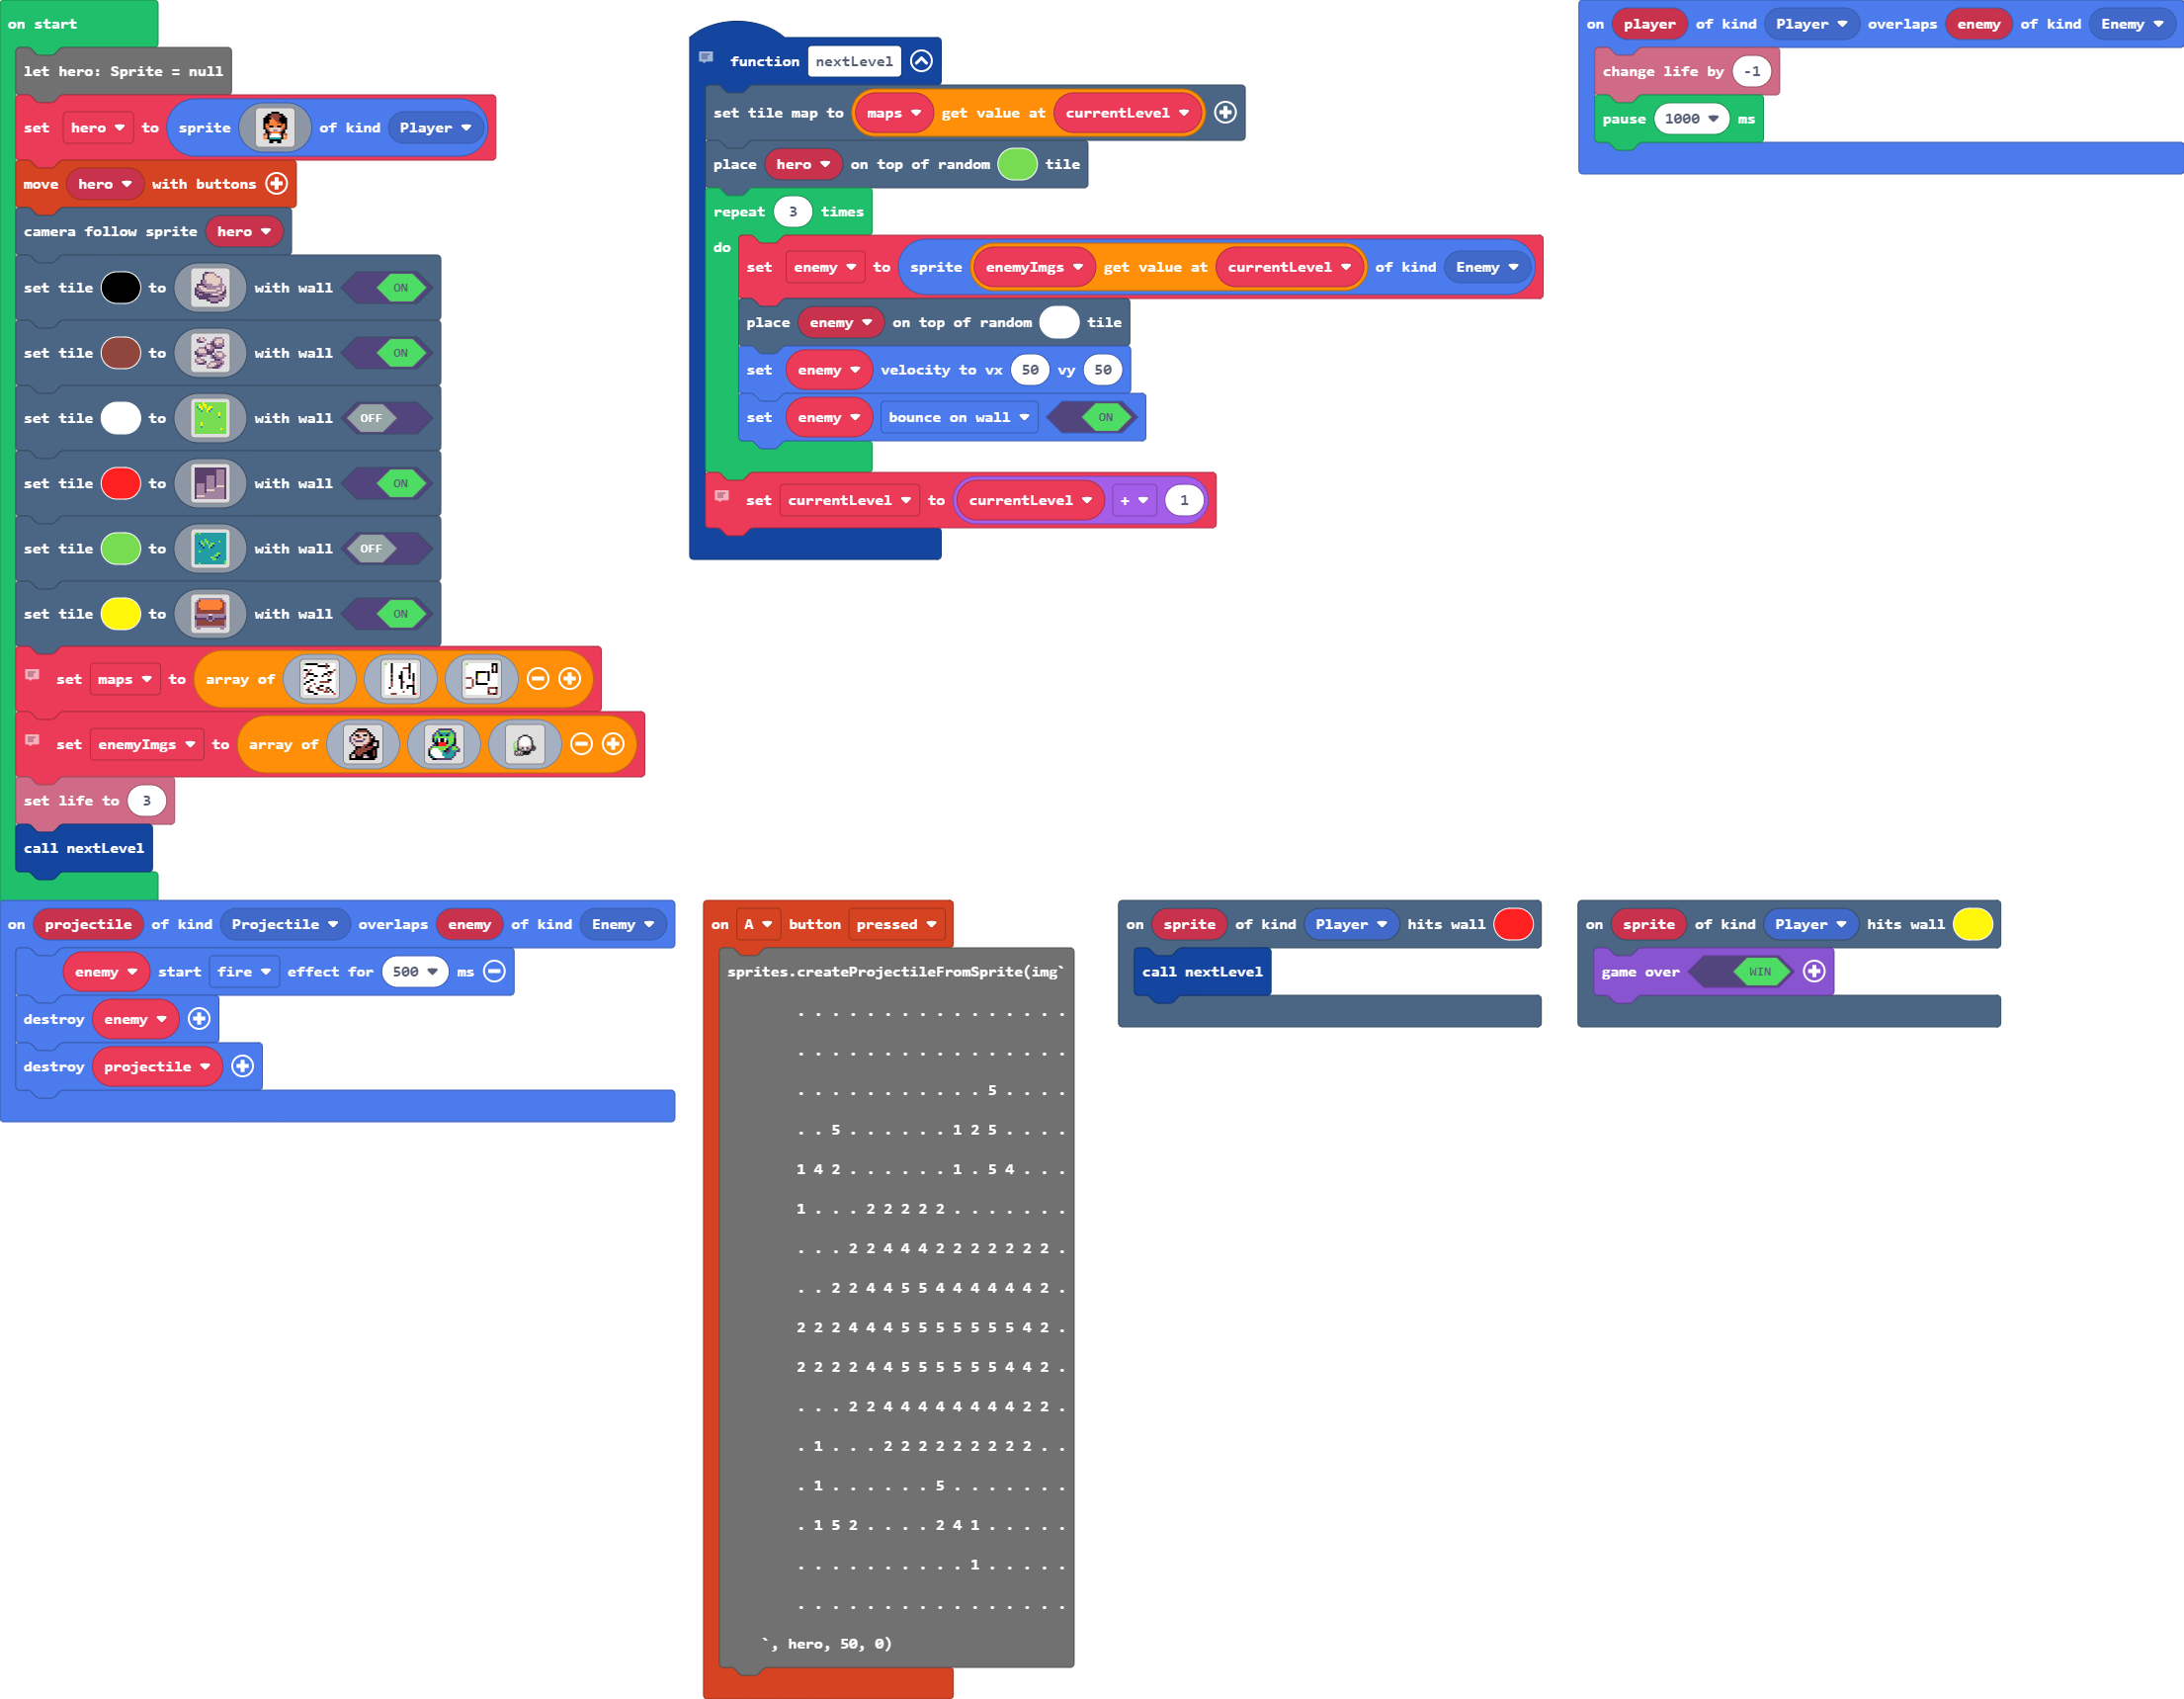 on start
let hero: Sprite = null
set hero to sprite of kind Player
move hero with buttons
camera follow sprite hero
set tile to with wall ON
set tile to with wall ON
set tile to with wall OFF
set tile to with wall ON
set tile to with wall OFF
set tile to with wall ON
set maps to array of
set enemyImgs to array of
set life to 3
call nextLevel
function nextLevel
set tile map to maps get value at currentLevel
place hero on top of random tile
repeat 3 times
do
set enemy to sprite enemyImgs get value at currentLevel of kind Enemy
place enemy on top of random tile
set enemy velocity to vx 50 vy 50
set enemy bounce on wall ON
set currentLevel to currentLevel + 1
on player of kind Player overlaps enemy of kind Enemy
change life by -1
pause 1000 ms
on projectile of kind Projectile overlaps enemy of kind Enemy
enemy start fire effect for 500 ms
destroy enemy
destroy projectile
on A button pressed
sprites.createProjectileFromSprite(img`
. . . . . . . . . . . . . . . .
. . . . . . . . . . . . . . . .
. . . . . . . . . . . 5 . . . .
. . 5 . . . . . . 1 2 5 . . . .
1 4 2 . . . . . . 1 . 5 4 . . .
1 . . . 2 2 2 2 2 . . . . . . .
. . . 2 2 4 4 4 2 2 2 2 2 2 2 .
. . 2 2 4 4 5 5 4 4 4 4 4 4 2 .
2 2 2 4 4 4 5 5 5 5 5 5 5 4 2 .
2 2 2 2 4 4 5 5 5 5 5 5 4 4 2 .
. . . 2 2 4 4 4 4 4 4 4 4 2 2 .
. 1 . . . 2 2 2 2 2 2 2 2 2 . .
. 1 . . . . . . 5 . . . . . . .
. 1 5 2 . . . . 2 4 1 . . . . .
. . . . . . . . . . 1 . . . . .
. . . . . . . . . . . . . . . .
`, hero, 50, 0)
on sprite of kind Player hits wall
call nextLevel
on sprite of kind Player hits wall
game over WIN